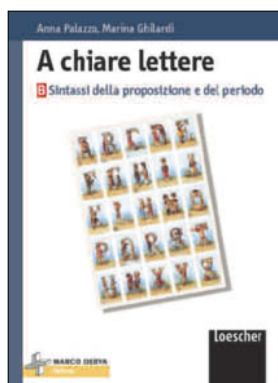 Anna Palazzo, Marina Ghilardi
A chiare lettere
B Sintassi della proposizione e del periodo
MARCO DERVA
Loescher